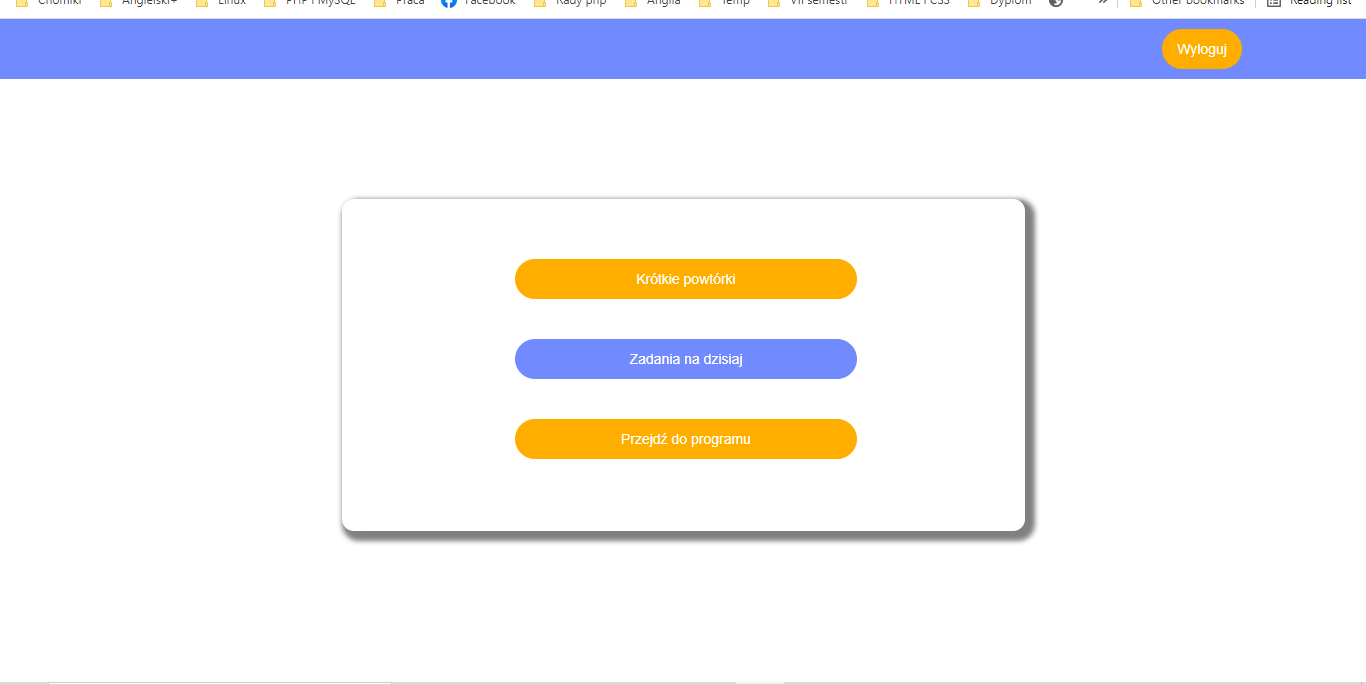 Chomiki Angielski+ Linux PHP i MySQL Praca Facebook Rady php Anglia Temp VII semestr HTML i CSS Dyplom » Other bookmarks Reading list
Wyloguj
Krótkie powtórki
Zadania na dzisiaj
Przejdź do programu